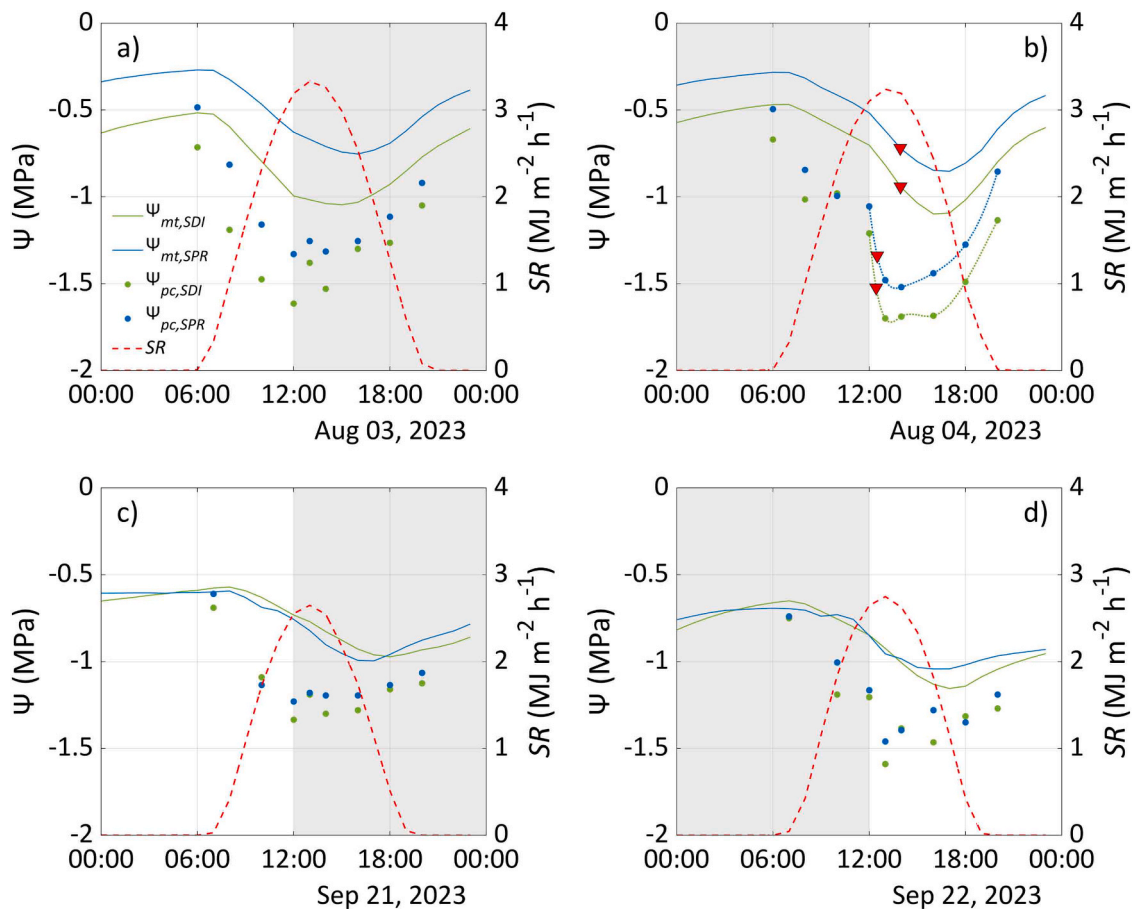 a)
0
-0.5
-1
-1.5
-2
Ψ (MPa)
Ψmt,SDI
Ψmt,SPR
Ψpc,SDI
Ψpc,SPR
SR
4
3
2
1
0
SR (MJ m⁻² h⁻¹)
00:00 06:00 12:00 18:00 00:00
Aug 03, 2023
b)
0
-0.5
-1
-1.5
-2
Ψ (MPa)
4
3
2
1
0
SR (MJ m⁻² h⁻¹)
00:00 06:00 12:00 18:00 00:00
Aug 04, 2023
c)
0
-0.5
-1
-1.5
-2
Ψ (MPa)
4
3
2
1
0
SR (MJ m⁻² h⁻¹)
00:00 06:00 12:00 18:00 00:00
Sep 21, 2023
d)
0
-0.5
-1
-1.5
-2
Ψ (MPa)
4
3
2
1
0
SR (MJ m⁻² h⁻¹)
00:00 06:00 12:00 18:00 00:00
Sep 22, 2023